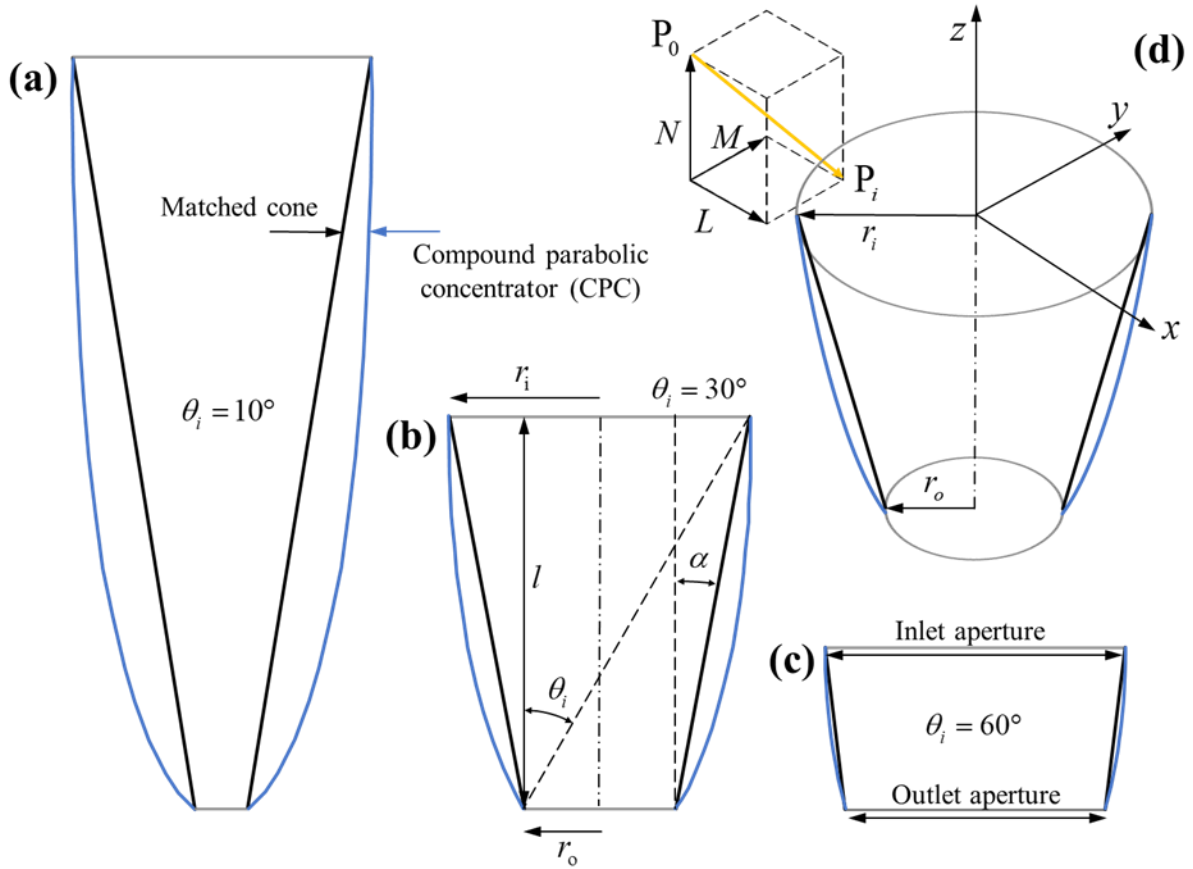 (a)
Matched cone
Compound parabolic
concentrator (CPC)
θi = 10°
(b)
ri
θi = 30°
l
α
θi
ro
P0
N
M
L
Pi
z
(d)
y
ri
x
ro
(c)
Inlet aperture
θi = 60°
Outlet aperture